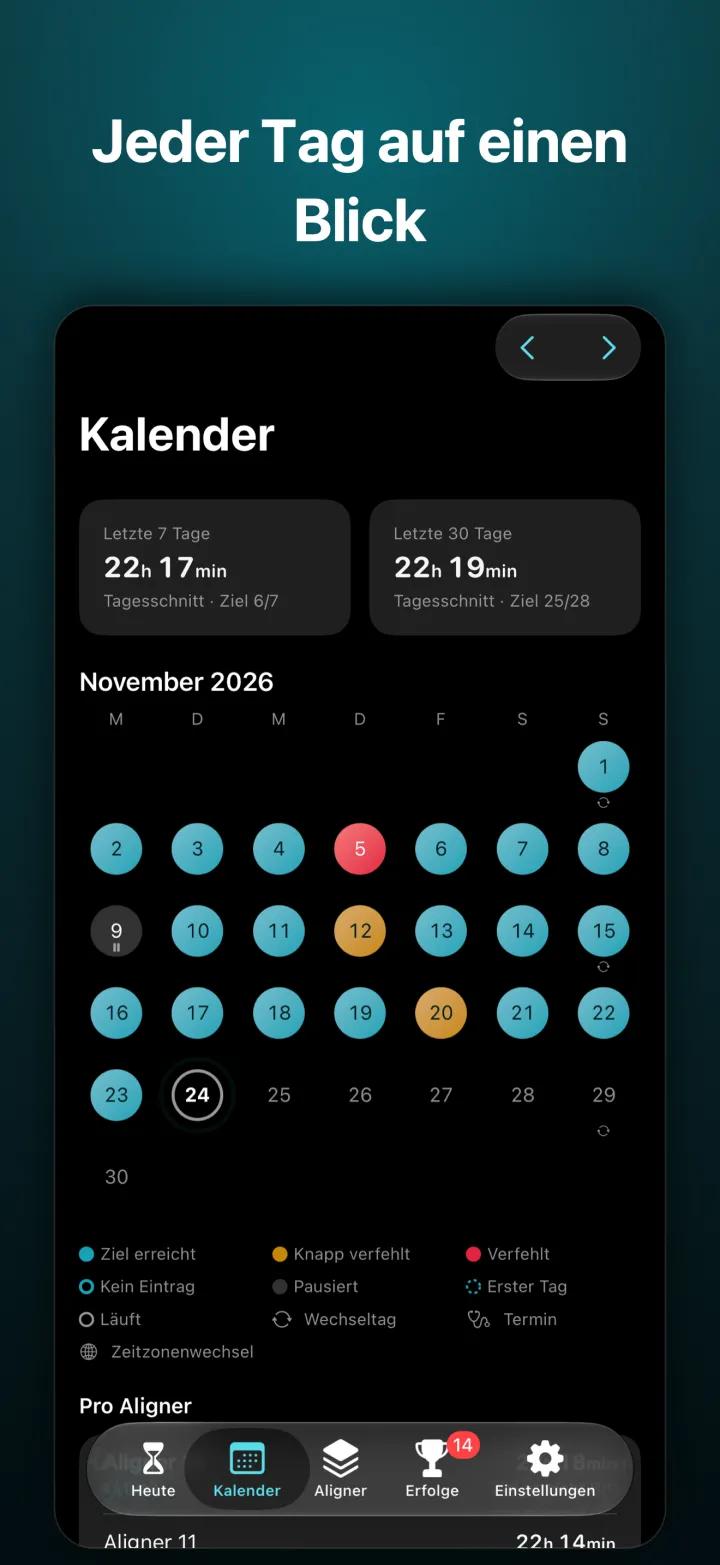 Jeder Tag auf einen
Blick
Kalender
Letzte 7 Tage
22h 17min
Tagesschnitt · Ziel 6/7
Letzte 30 Tage
22h 19min
Tagesschnitt · Ziel 25/28
November 2026
M D M D F S S
1
2 3 4 5 6 7 8
9 10 11 12 13 14 15
16 17 18 19 20 21 22
23 24 25 26 27 28 29
30
Ziel erreicht Knapp verfehlt Verfehlt
Kein Eintrag Pausiert Erster Tag
Läuft Wechseltag Termin
Zeitzonenwechsel
Pro Aligner
14
Heute Kalender Aligner Erfolge Einstellungen
Aligner 11 22h 14min